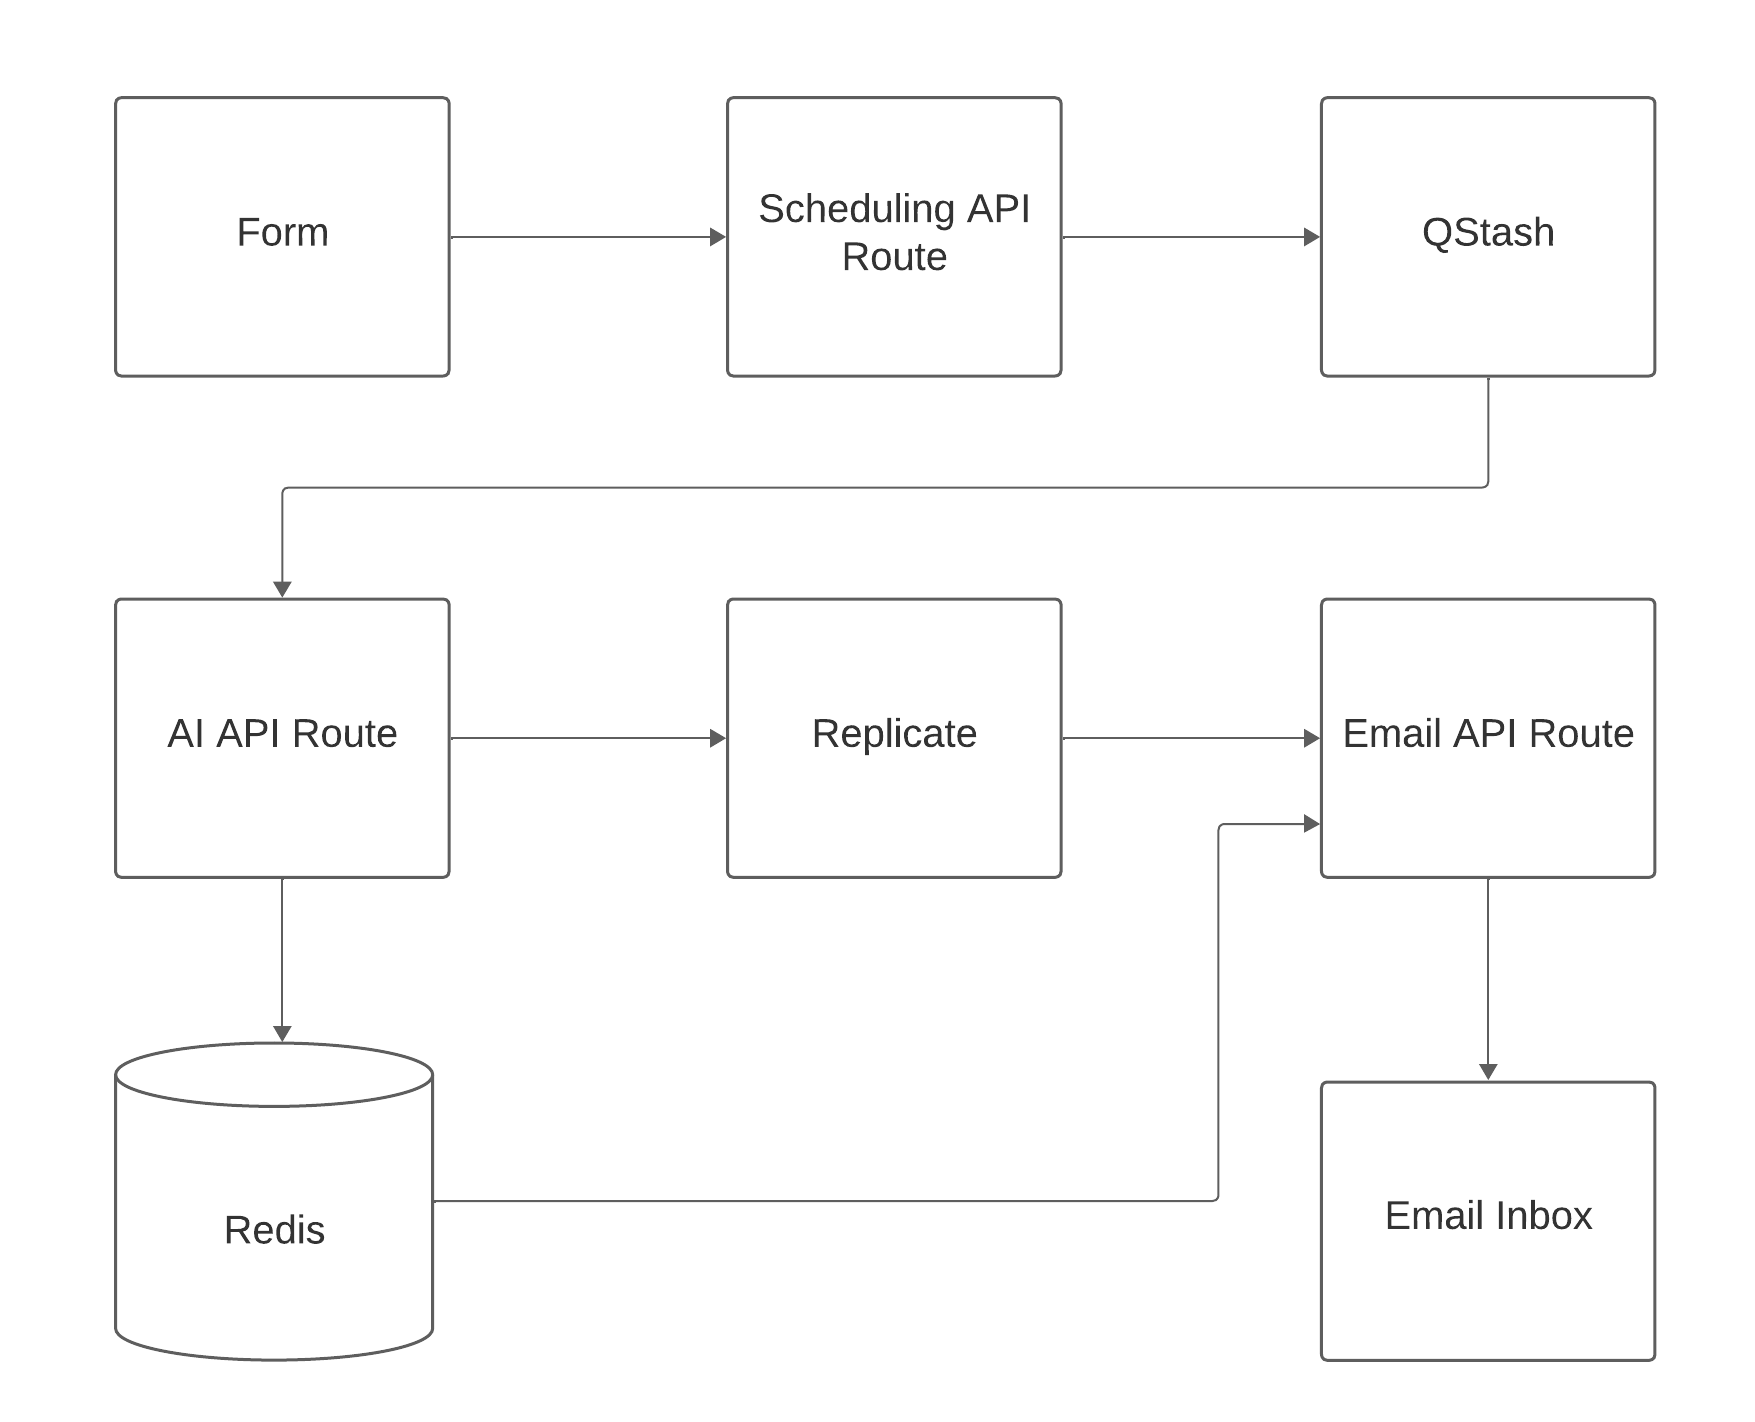 Form
Scheduling API
Route
QStash
AI API Route
Replicate
Email API Route
Redis
Email Inbox